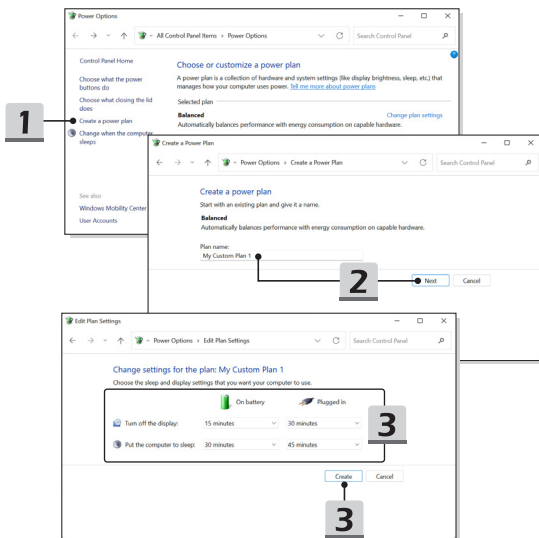 Power Options
All Control Panel Items › Power Options
Search Control Panel
Control Panel Home
Choose what the power
buttons do
Choose what closing the lid
does
Create a power plan
Change when the computer
sleeps
See also
Windows Mobility Center
User Accounts
Choose or customize a power plan
A power plan is a collection of hardware and system settings (like display brightness, sleep, etc.) that
manages how your computer uses power. Tell me more about power plans
Selected plan
Balanced
Change plan settings
Automatically balances performance with energy consumption on capable hardware.
1
Create a Power Plan
Power Options › Create a Power Plan
Search Control Panel
Create a power plan
Start with an existing plan and give it a name.
Balanced
Automatically balances performance with energy consumption on capable hardware.
Plan name:
My Custom Plan 1
2
Next
Cancel
Edit Plan Settings
Power Options › Edit Plan Settings
Search Control Panel
Change settings for the plan: My Custom Plan 1
Choose the sleep and display settings that you want your computer to use.
On battery
Plugged in
Turn off the display: 15 minutes 30 minutes
Put the computer to sleep: 30 minutes 45 minutes
3
Create
Cancel
3